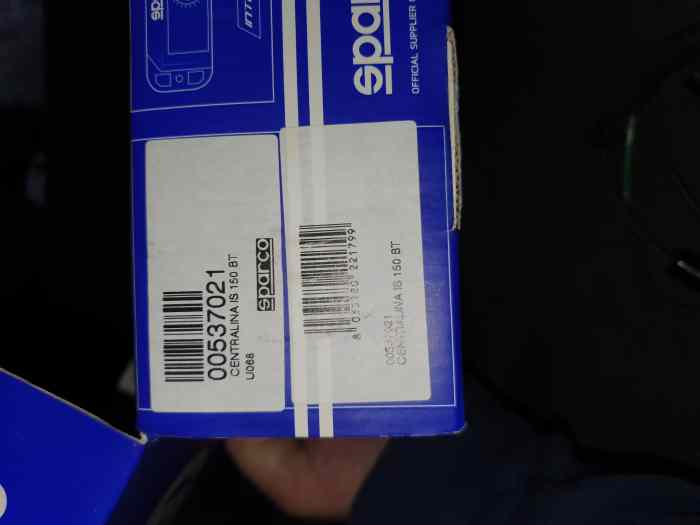 sparco
OFFICIAL SUPPLIER
00537021
CENTRALINA IS 150 BT
U068
sparco
00537021
CENTRALINA IS 150 BT